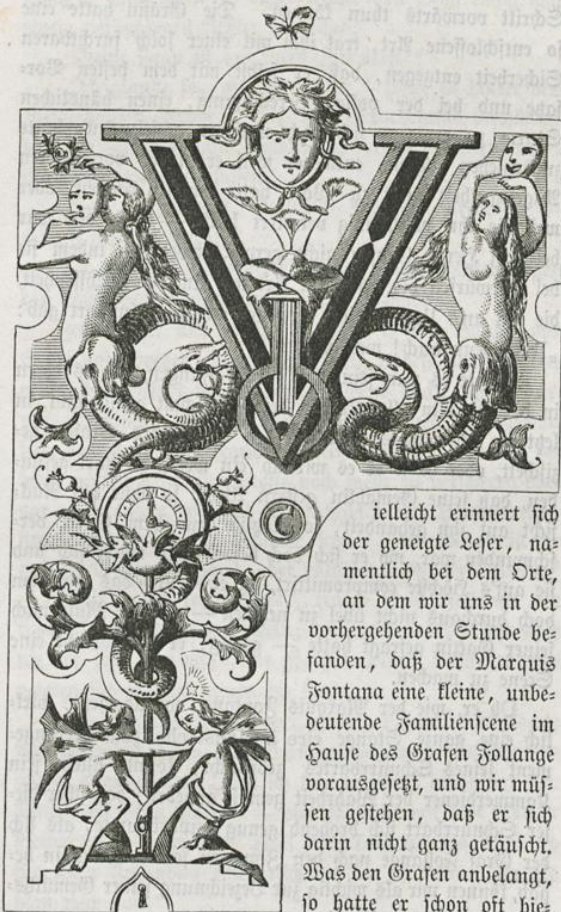 Vielleicht erinnert sich
der geneigte Leser, na=
mentlich bei dem Orte,
an dem wir uns in der
vorhergehenden Stunde be=
fanden, daß der Marquis
Fontana eine kleine, unbe=
deutende Familienscene im
Hause des Grafen Follange
vorausgesetzt, und wir müs=
sen gestehen, daß er sich
darin nicht ganz getäuscht.
Was den Grafen anbelangt,
so hatte er schon oft hie=